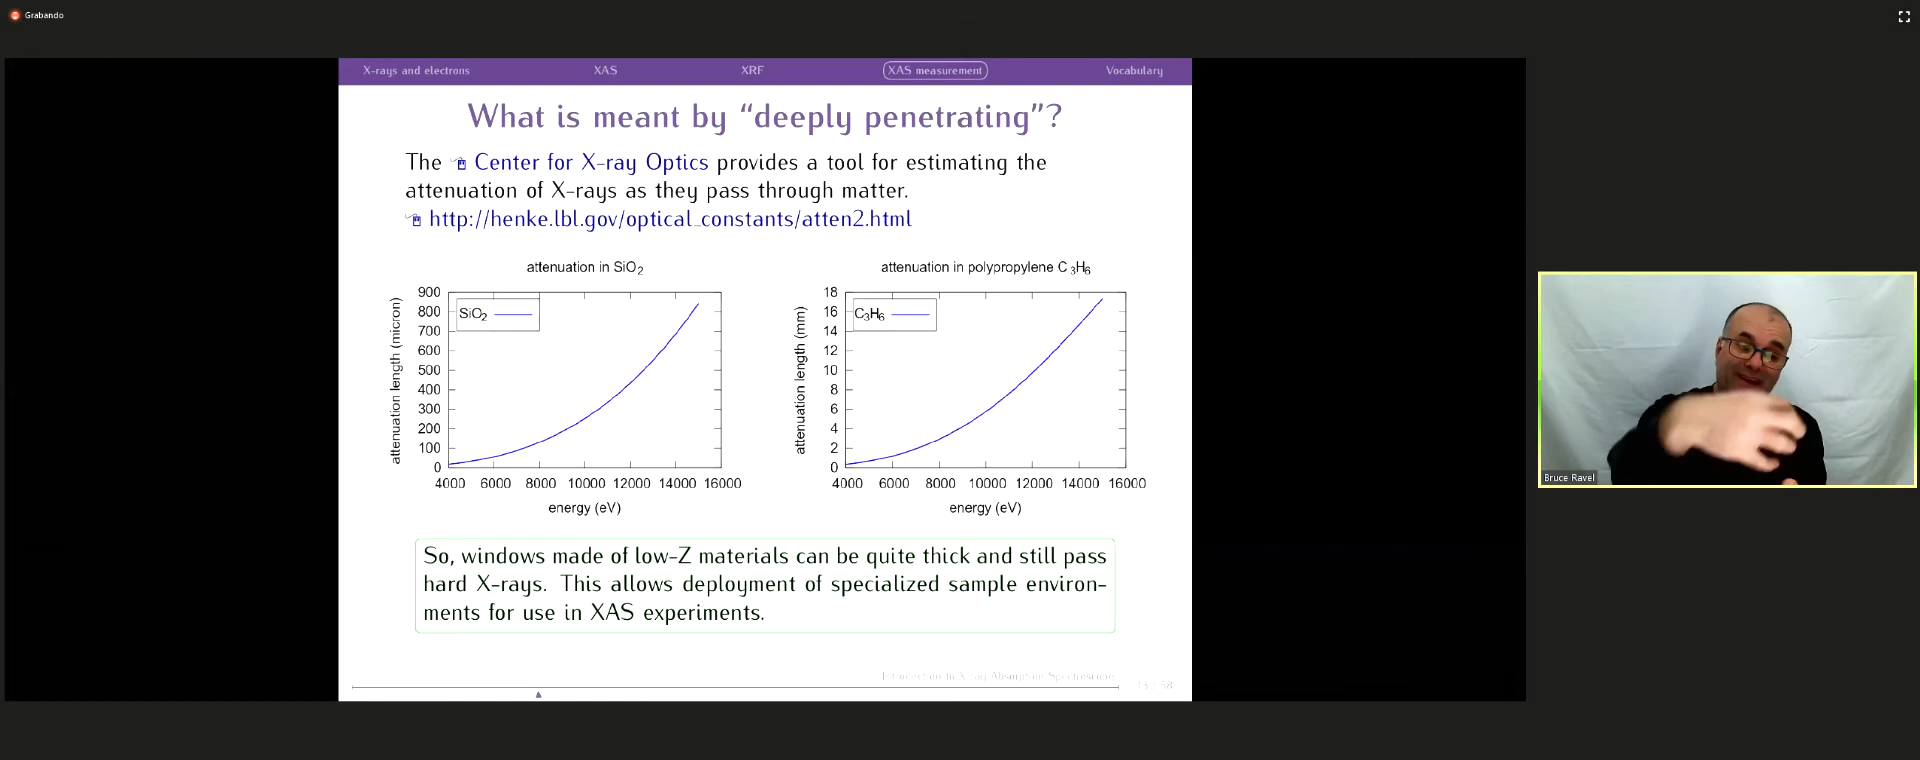 Grabando
X-rays and electrons XAS XRF XAS measurement Vocabulary
What is meant by “deeply penetrating”?
The Center for X-ray Optics provides a tool for estimating the
attenuation of X-rays as they pass through matter.
http://henke.lbl.gov/optical_constants/atten2.html
attenuation in SiO2
attenuation length (micron)
900
800
700
600
500
400
300
200
100
0
SiO2
4000 6000 8000 10000 12000 14000 16000
energy (eV)
attenuation in polypropylene C3H6
attenuation length (mm)
18
16
14
12
10
8
6
4
2
0
C3H6
4000 6000 8000 10000 12000 14000 16000
energy (eV)
So, windows made of low-Z materials can be quite thick and still pass
hard X-rays. This allows deployment of specialized sample environ-
ments for use in XAS experiments.
Introduction to X-ray Absorption Spectroscopy
Bruce Ravel